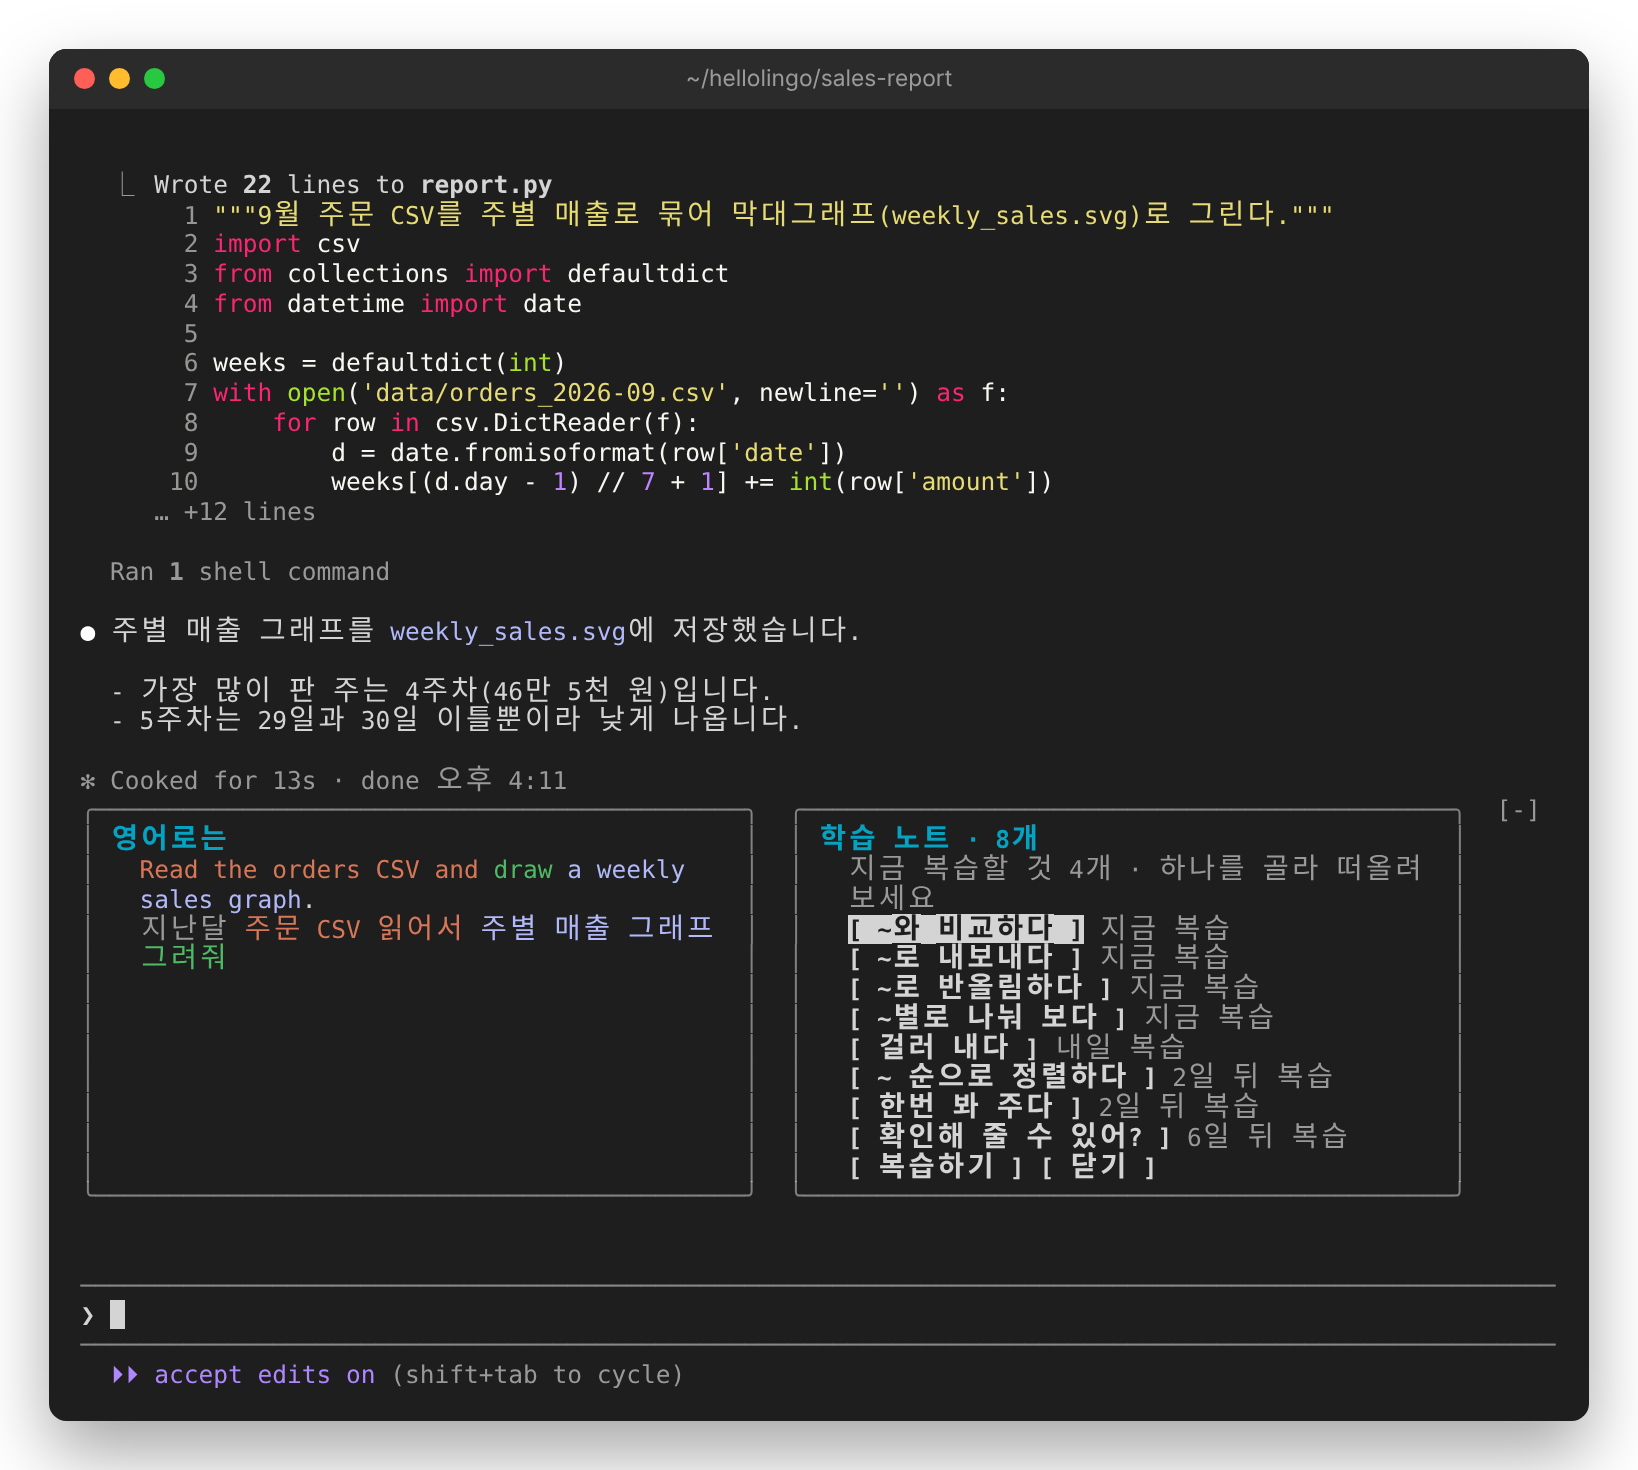 ~/hellolingo/sales-report
⎿ Wrote 22 lines to report.py
1 """9월 주문 CSV를 주별 매출로 묶어 막대그래프(weekly_sales.svg)로 그린다."""
2 import csv
3 from collections import defaultdict
4 from datetime import date
5
6 weeks = defaultdict(int)
7 with open('data/orders_2026-09.csv', newline='') as f:
8     for row in csv.DictReader(f):
9         d = date.fromisoformat(row['date'])
10         weeks[(d.day - 1) // 7 + 1] += int(row['amount'])
… +12 lines
Ran 1 shell command
● 주별 매출 그래프를 weekly_sales.svg에 저장했습니다.
- 가장 많이 판 주는 4주차(46만 5천 원)입니다.
- 5주차는 29일과 30일 이틀뿐이라 낮게 나옵니다.
✻ Cooked for 13s · done 오후 4:11
[-]
영어로는
Read the orders CSV and draw a weekly
sales graph.
지난달 주문 CSV 읽어서 주별 매출 그래프
그려줘
학습 노트 · 8개
지금 복습할 것 4개 · 하나를 골라 떠올려
보세요
[ ~와 비교하다 ] 지금 복습
[ ~로 내보내다 ] 지금 복습
[ ~로 반올림하다 ] 지금 복습
[ ~별로 나눠 보다 ] 지금 복습
[ 걸러 내다 ] 내일 복습
[ ~ 순으로 정렬하다 ] 2일 뒤 복습
[ 한번 봐 주다 ] 2일 뒤 복습
[ 확인해 줄 수 있어? ] 6일 뒤 복습
[ 복습하기 ] [ 닫기 ]
❯
⏵⏵ accept edits on (shift+tab to cycle)